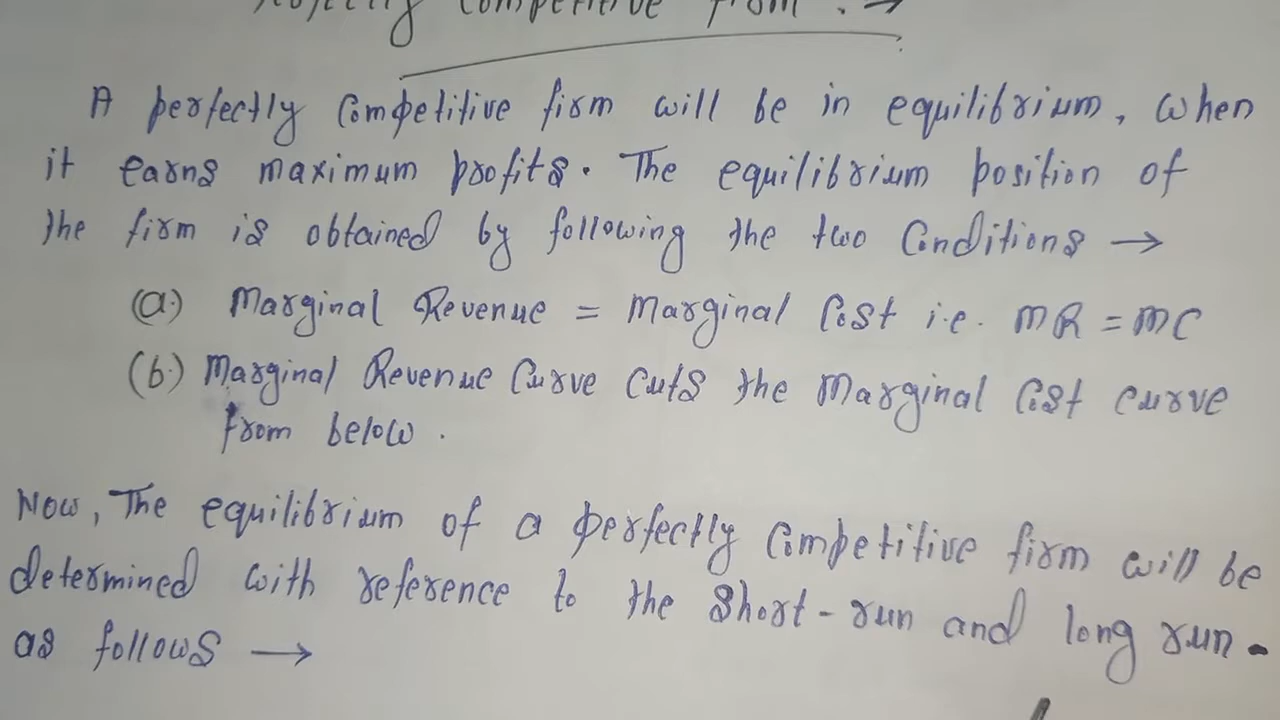 Perfectly Competitive from : →
A perfectly Competitive firm will be in equilibrium, when
it earns maximum profits. The equilibrium position of
the firm is obtained by following the two Conditions →
(a.) Marginal Revenue = Marginal Cost i.e. MR = MC
(b.) Marginal Revenue Curve Cuts the Marginal Cost curve
from below.
Now, The equilibrium of a perfectly Competitive firm will be
determined with reference to the Short-run and long run.
as follows →